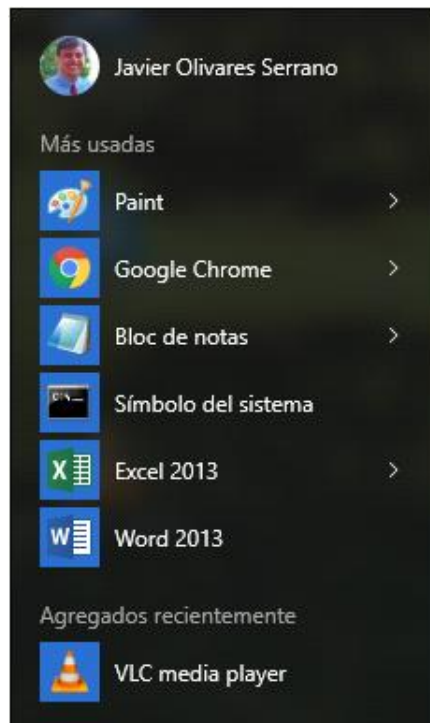 Javier Olivares Serrano
Más usadas
Paint
Google Chrome
Bloc de notas
Símbolo del sistema
Excel 2013
Word 2013
Agregados recientemente
VLC media player